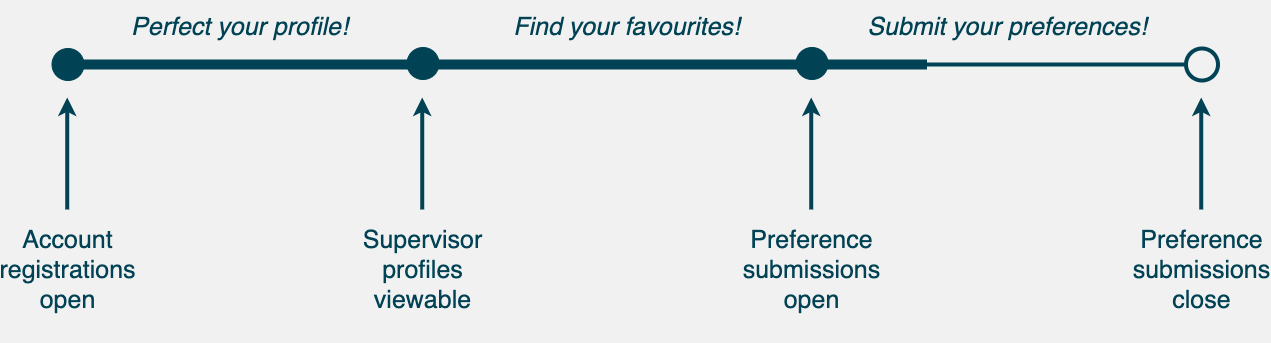 Perfect your profile!
Find your favourites!
Submit your preferences!
Account
registrations
open
Supervisor
profiles
viewable
Preference
submissions
open
Preference
submissions
close